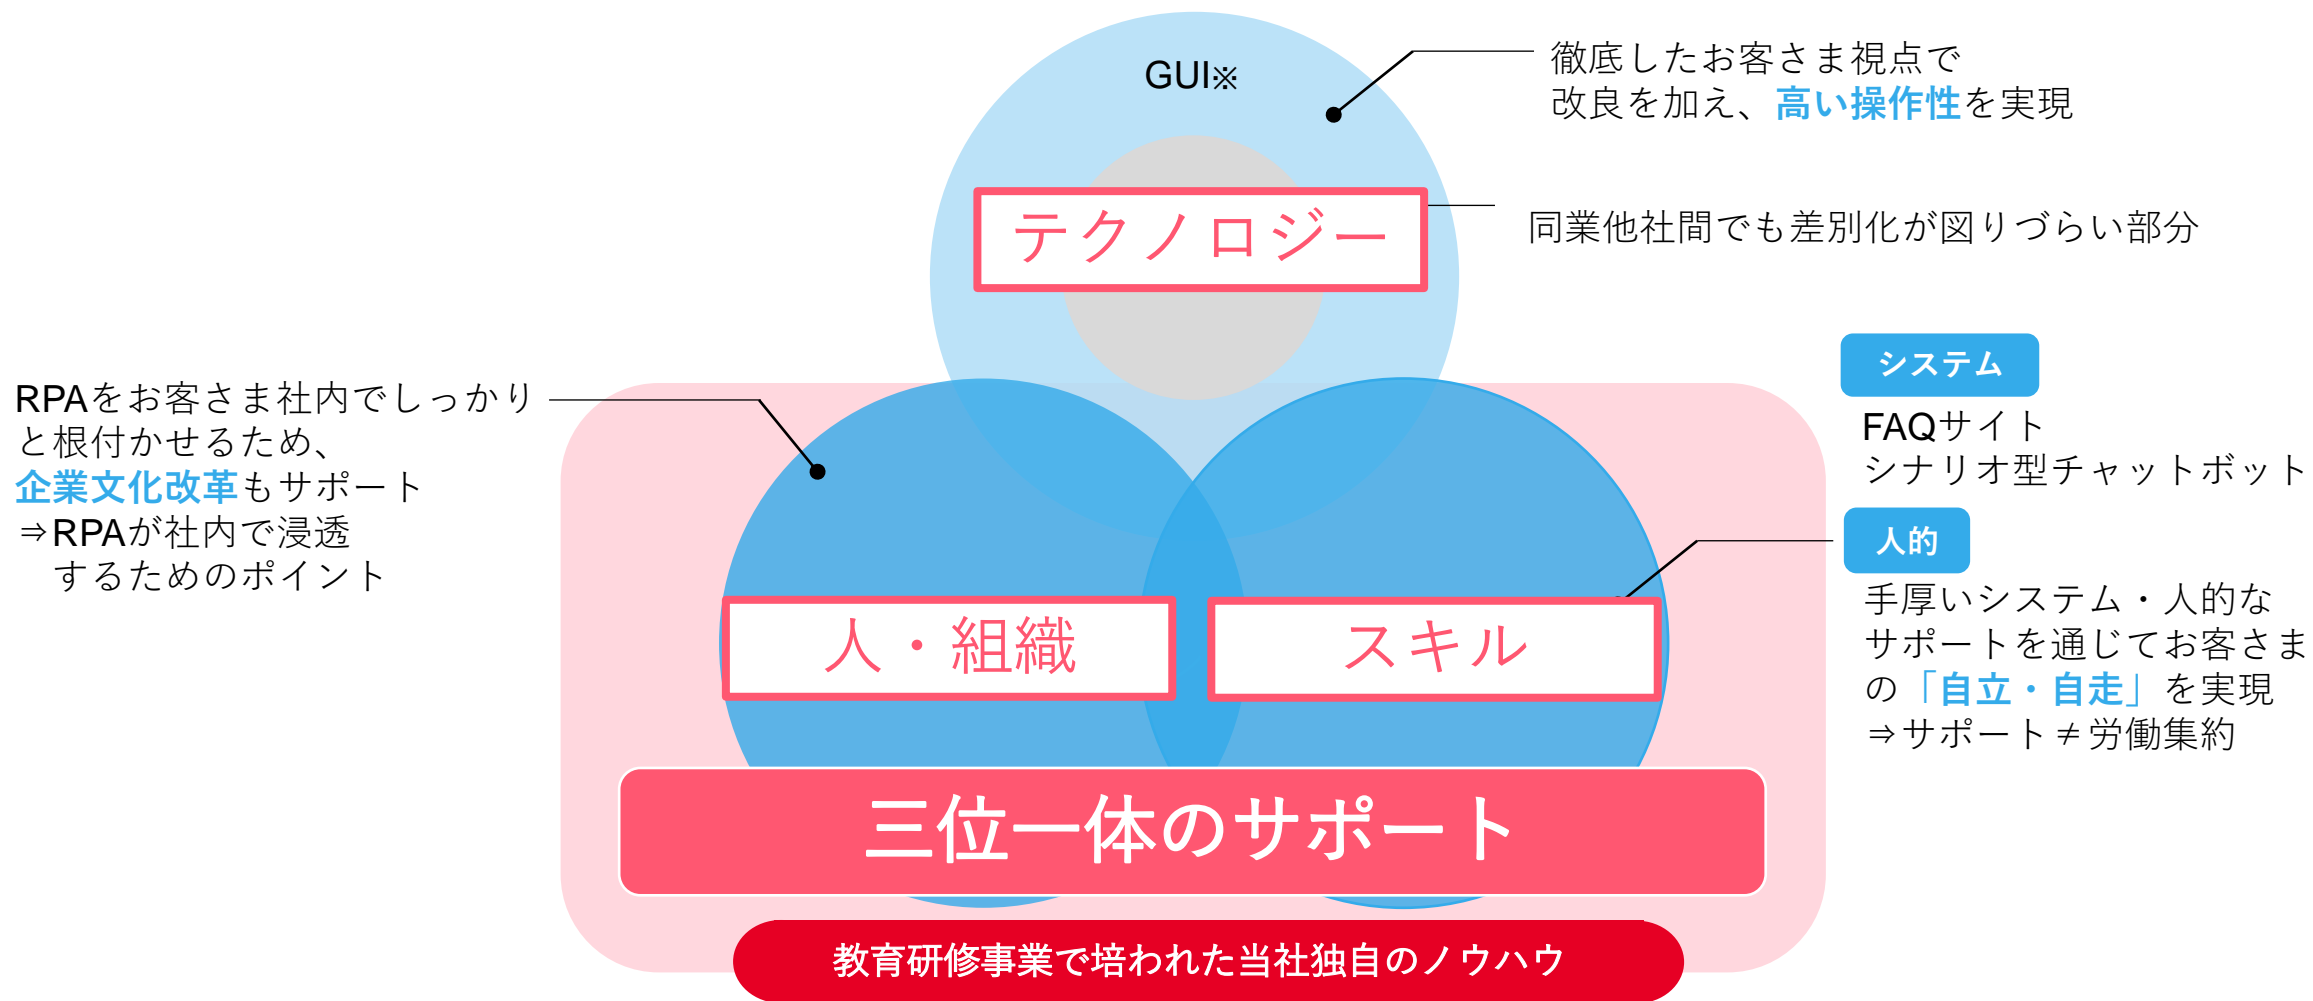 GUI※
徹底したお客さま視点で
改良を加え、高い操作性を実現
テクノロジー
同業他社間でも差別化が図りづらい部分
RPAをお客さま社内でしっかり
と根付かせるため、
企業文化改革もサポート
⇒RPAが社内で浸透
するためのポイント
システム
FAQサイト
シナリオ型チャットボット
人的
手厚いシステム・人的な
サポートを通じてお客さま
の「自立・自走」を実現
⇒サポート≠労働集約
人・組織
スキル
三位一体のサポート
教育研修事業で培われた当社独自のノウハウ